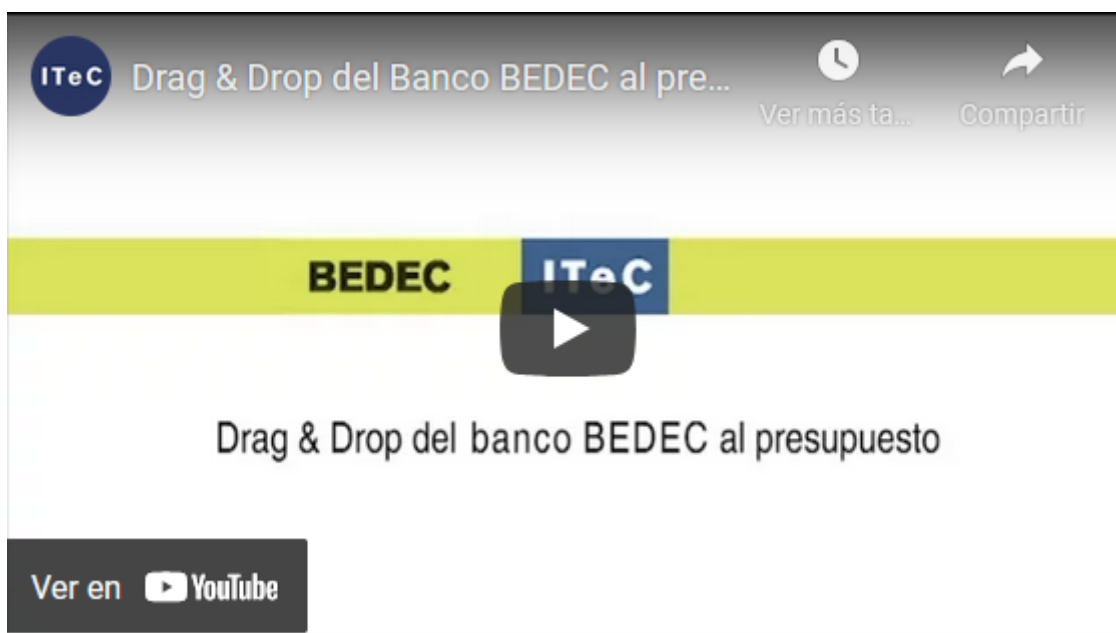 ITeC
Drag & Drop del Banco BEDEC al pre...
Ver más ta...
Compartir
BEDEC
ITeC
Drag & Drop del banco BEDEC al presupuesto
Ver en YouTube